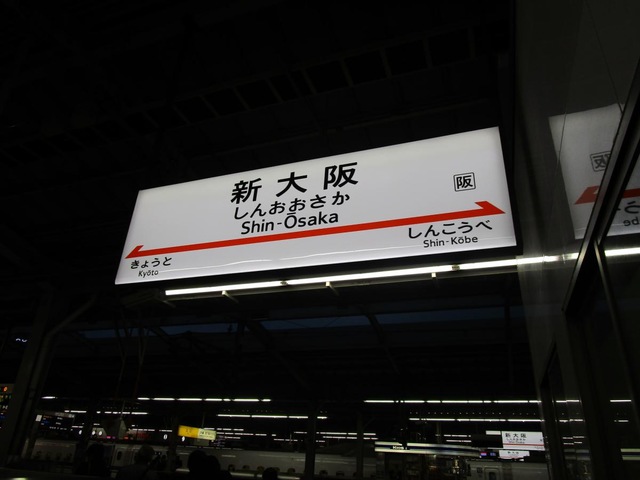 新大阪
しんおおさか
Shin-Ōsaka
阪
きょうと
Kyōto
しんこうべ
Shin-Kōbe
新大阪